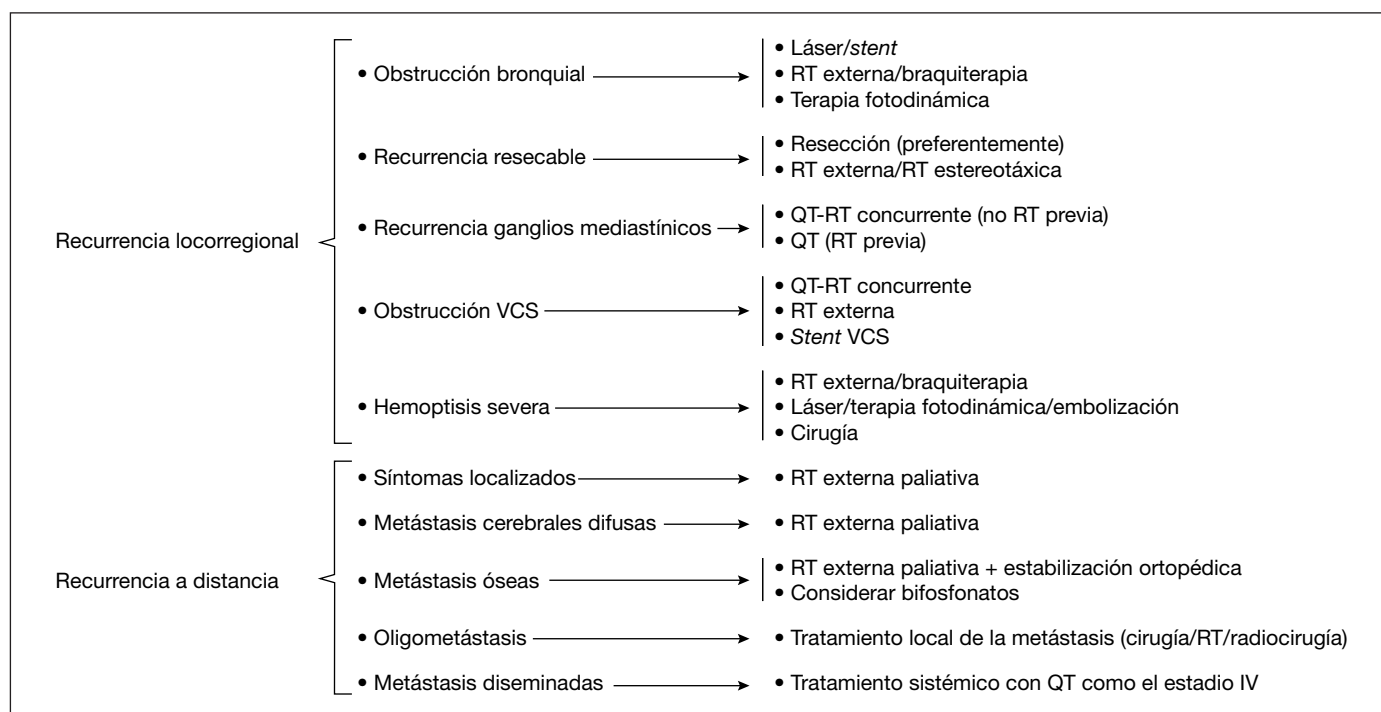 Recurrencia locorregional
• Obstrucción bronquial
• Láser/stent
• RT externa/braquiterapia
• Terapia fotodinámica
• Recurrencia resecable
• Resección (preferentemente)
• RT externa/RT estereotáxica
• Recurrencia ganglios mediastínicos
• QT-RT concurrente (no RT previa)
• QT (RT previa)
• Obstrucción VCS
• QT-RT concurrente
• RT externa
• Stent VCS
• Hemoptisis severa
• RT externa/braquiterapia
• Láser/terapia fotodinámica/embolización
• Cirugía
Recurrencia a distancia
• Síntomas localizados
• RT externa paliativa
• Metástasis cerebrales difusas
• RT externa paliativa
• Metástasis óseas
• RT externa paliativa + estabilización ortopédica
• Considerar bifosfonatos
• Oligometástasis
• Tratamiento local de la metástasis (cirugía/RT/radiocirugía)
• Metástasis diseminadas
• Tratamiento sistémico con QT como el estadio IV